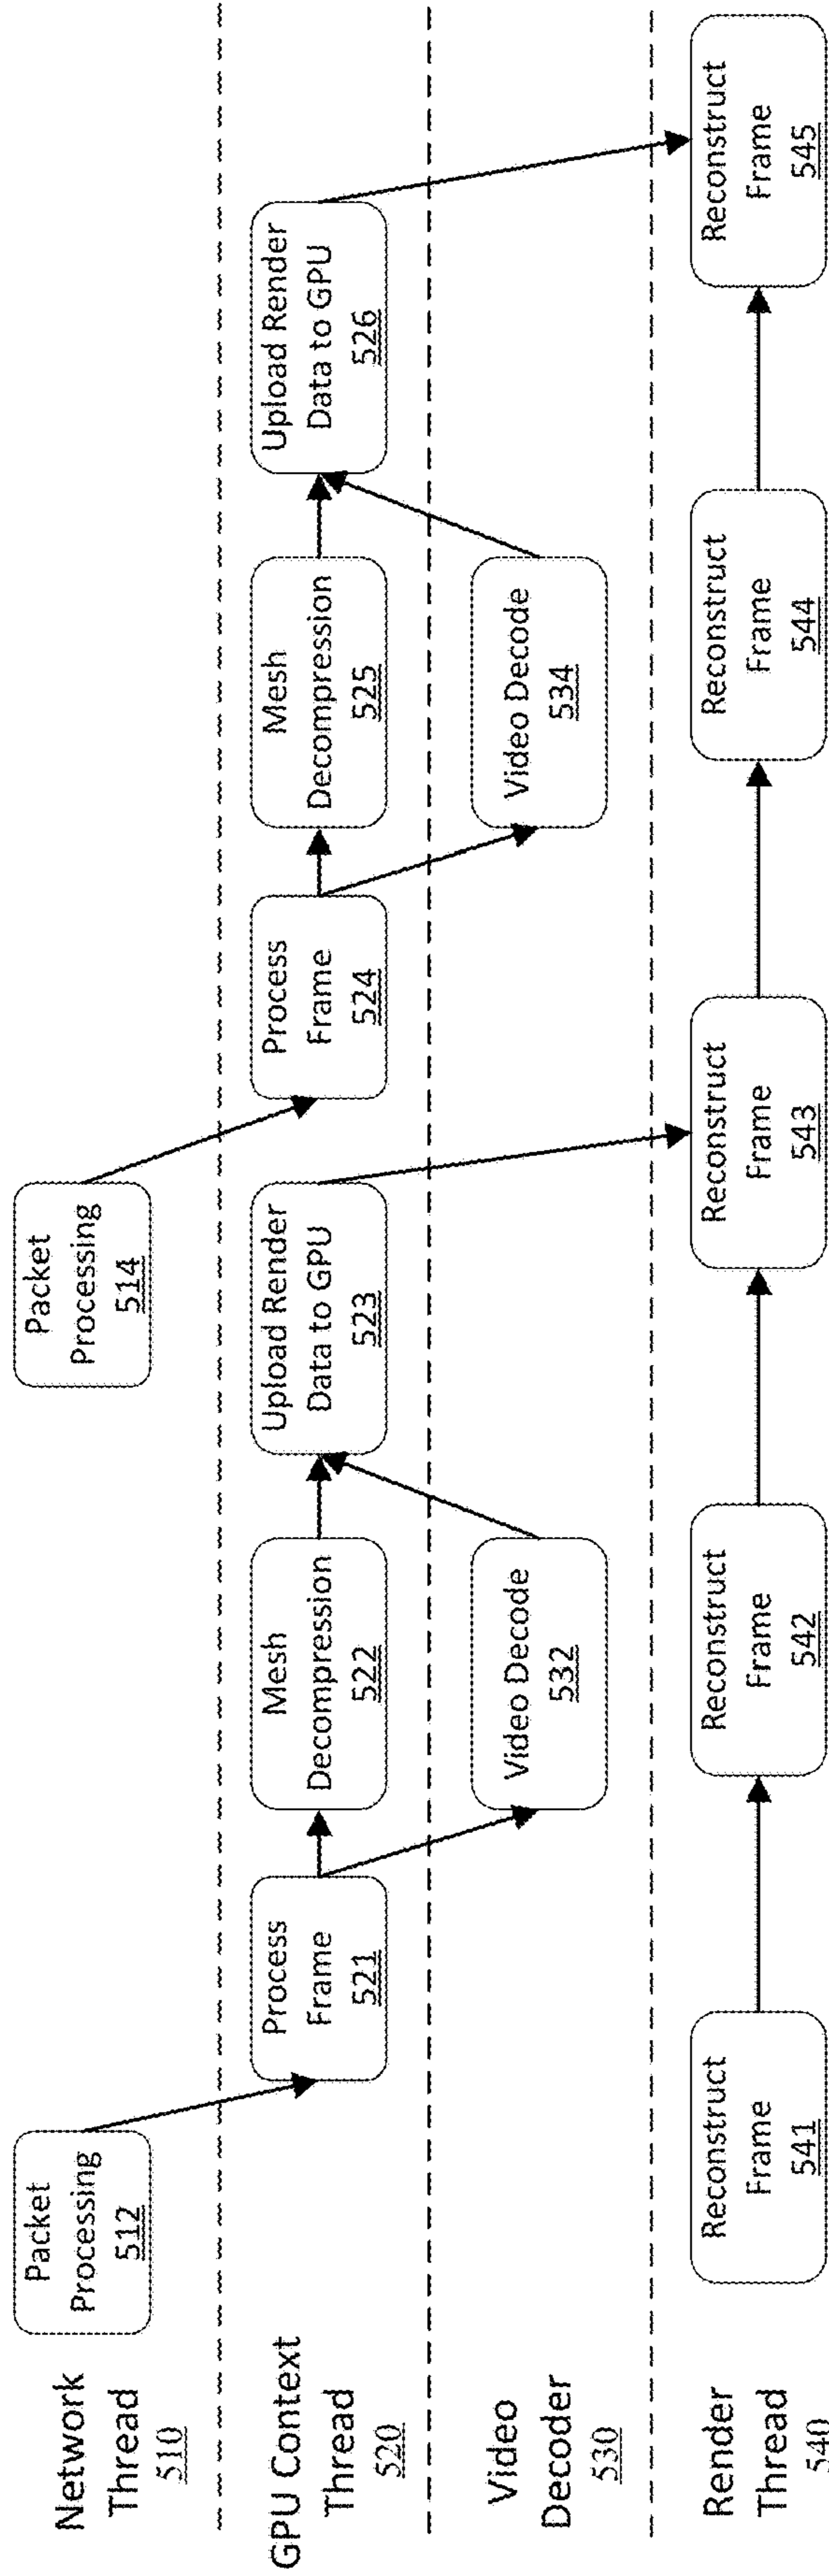 Network
Thread
510
Packet
Processing
512
Packet
Processing
514
GPU Context
Thread
520
Process
Frame
521
Mesh
Decompression
522
Upload Render
Data to GPU
523
Process
Frame
524
Mesh
Decompression
525
Upload Render
Data to GPU
526
Video
Decoder
530
Video Decode
532
Video Decode
534
Render
Thread
540
Reconstruct
Frame
541
Reconstruct
Frame
542
Reconstruct
Frame
543
Reconstruct
Frame
544
Reconstruct
Frame
545